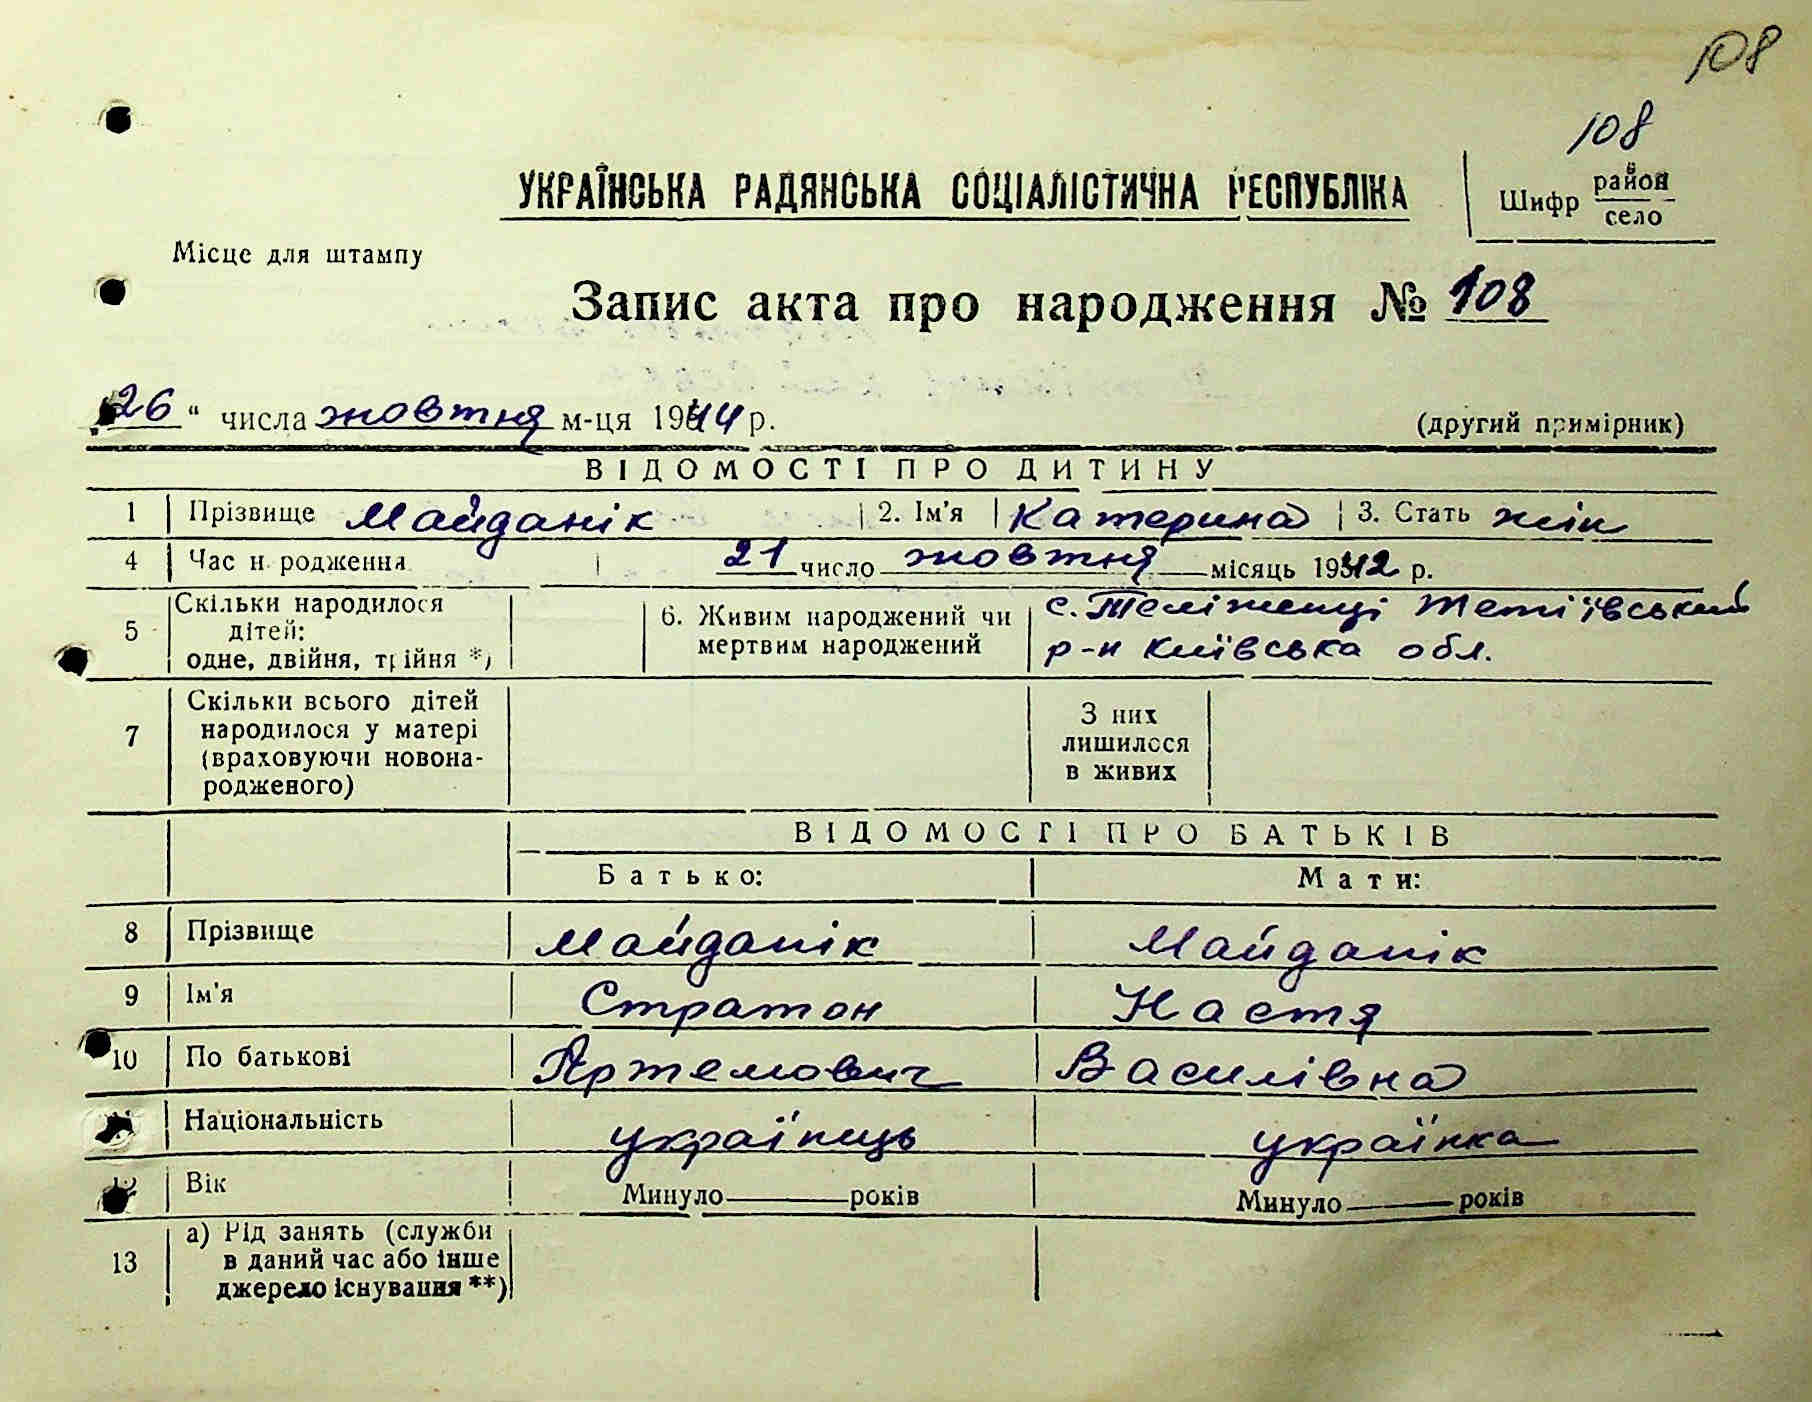 108
108
УКРАЇНСЬКА РАДЯНСЬКА СОЦІАЛІСТИЧНА РЕСПУБЛІКА
Шифр район
село
Місце для штампу
Запис акта про народження № 108
26 " числа жовтня м-ця 1944 р.
(другий примірник)
ВІДОМОСТІ ПРО ДИТИНУ
1 Прізвище Майданік 2. Ім'я Катерина 3. Стать жін
4 Час народження 21 число жовтня місяць 1942 р.
5 Скільки народилося дітей: одне, двійня, трійня *)
6. Живим народжений чи мертвим народжений
с. Теліженці Тетіївський
р-н Київська обл.
7 Скільки всього дітей народилося у матері (враховуючи новонародженого)
З них лишилося в живих
ВІДОМОСТІ ПРО БАТЬКІВ
Батько: Мати:
8 Прізвище Майданік Майданік
9 Ім'я Стратон Настя
10 По батькові Артемович Василівна
Національність українець українка
12 Вік Минуло років Минуло років
13 а) Рід занять (служби
в даний час або інше
джерело існування **)